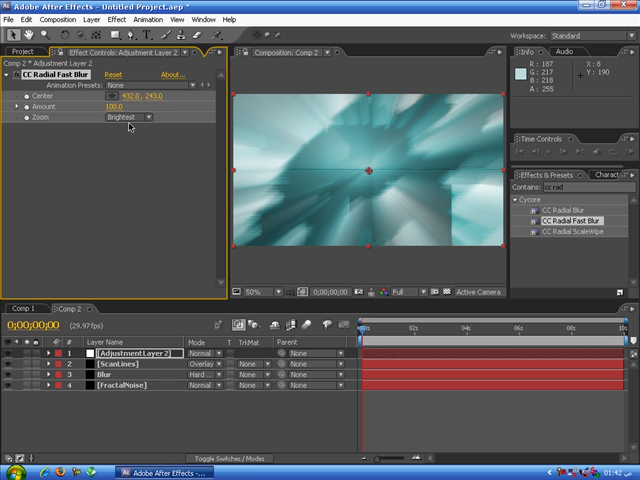 Adobe After Effects - Untitled Project.aep *
File Edit Composition Layer Effect Animation View Window Help
Workspace: Standard
Project Effect Controls: Adjustment Layer 2
Comp 2 * Adjustment Layer 2
CC Radial Fast Blur Reset About...
Animation Presets: None
Center 432.0, 243.0
Amount 100.0
Zoom Brightest
Composition: Comp 2
50% 0;00;00;00 Full Active Camera
Info Audio
R : 187
G : 217
B : 218
A : 255
X : 8
Y : 190
Time Controls
Effects & Presets Charact
Contains: cc rad
Cycore
CC Radial Blur
CC Radial Fast Blur
CC Radial ScaleWipe
Comp 1 Comp 2
0;00;00;00 (29.97fps)
# Layer Name Mode T TrkMat Parent
02s 04s 06s 08s 10s
1 [AdjustmentLayer2] Normal None
2 [ScanLines] Overlay None None
3 Blur Hard ... None None
4 [FractalNoise] Normal None None
Toggle Switches / Modes
start Adobe After Effects -... 01:42 ص